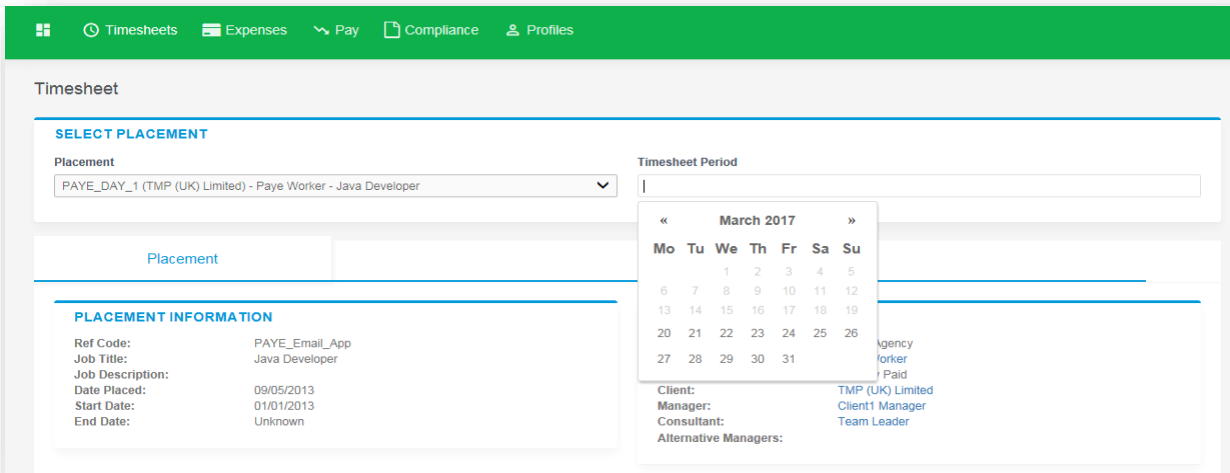 Timesheets Expenses Pay Compliance Profiles
Timesheet
SELECT PLACEMENT
Placement
PAYE_DAY_1 (TMP (UK) Limited) - Paye Worker - Java Developer
Timesheet Period
« March 2017 »
Mo Tu We Th Fr Sa Su
1 2 3 4 5
6 7 8 9 10 11 12
13 14 15 16 17 18 19
20 21 22 23 24 25 26
27 28 29 30 31
Placement
PLACEMENT INFORMATION
Ref Code: PAYE_Email_App
Job Title: Java Developer
Job Description:
Date Placed: 09/05/2013
Start Date: 01/01/2013
End Date: Unknown
Agency
Paid
Client: TMP (UK) Limited
Manager: Client1 Manager
Consultant: Team Leader
Alternative Managers: